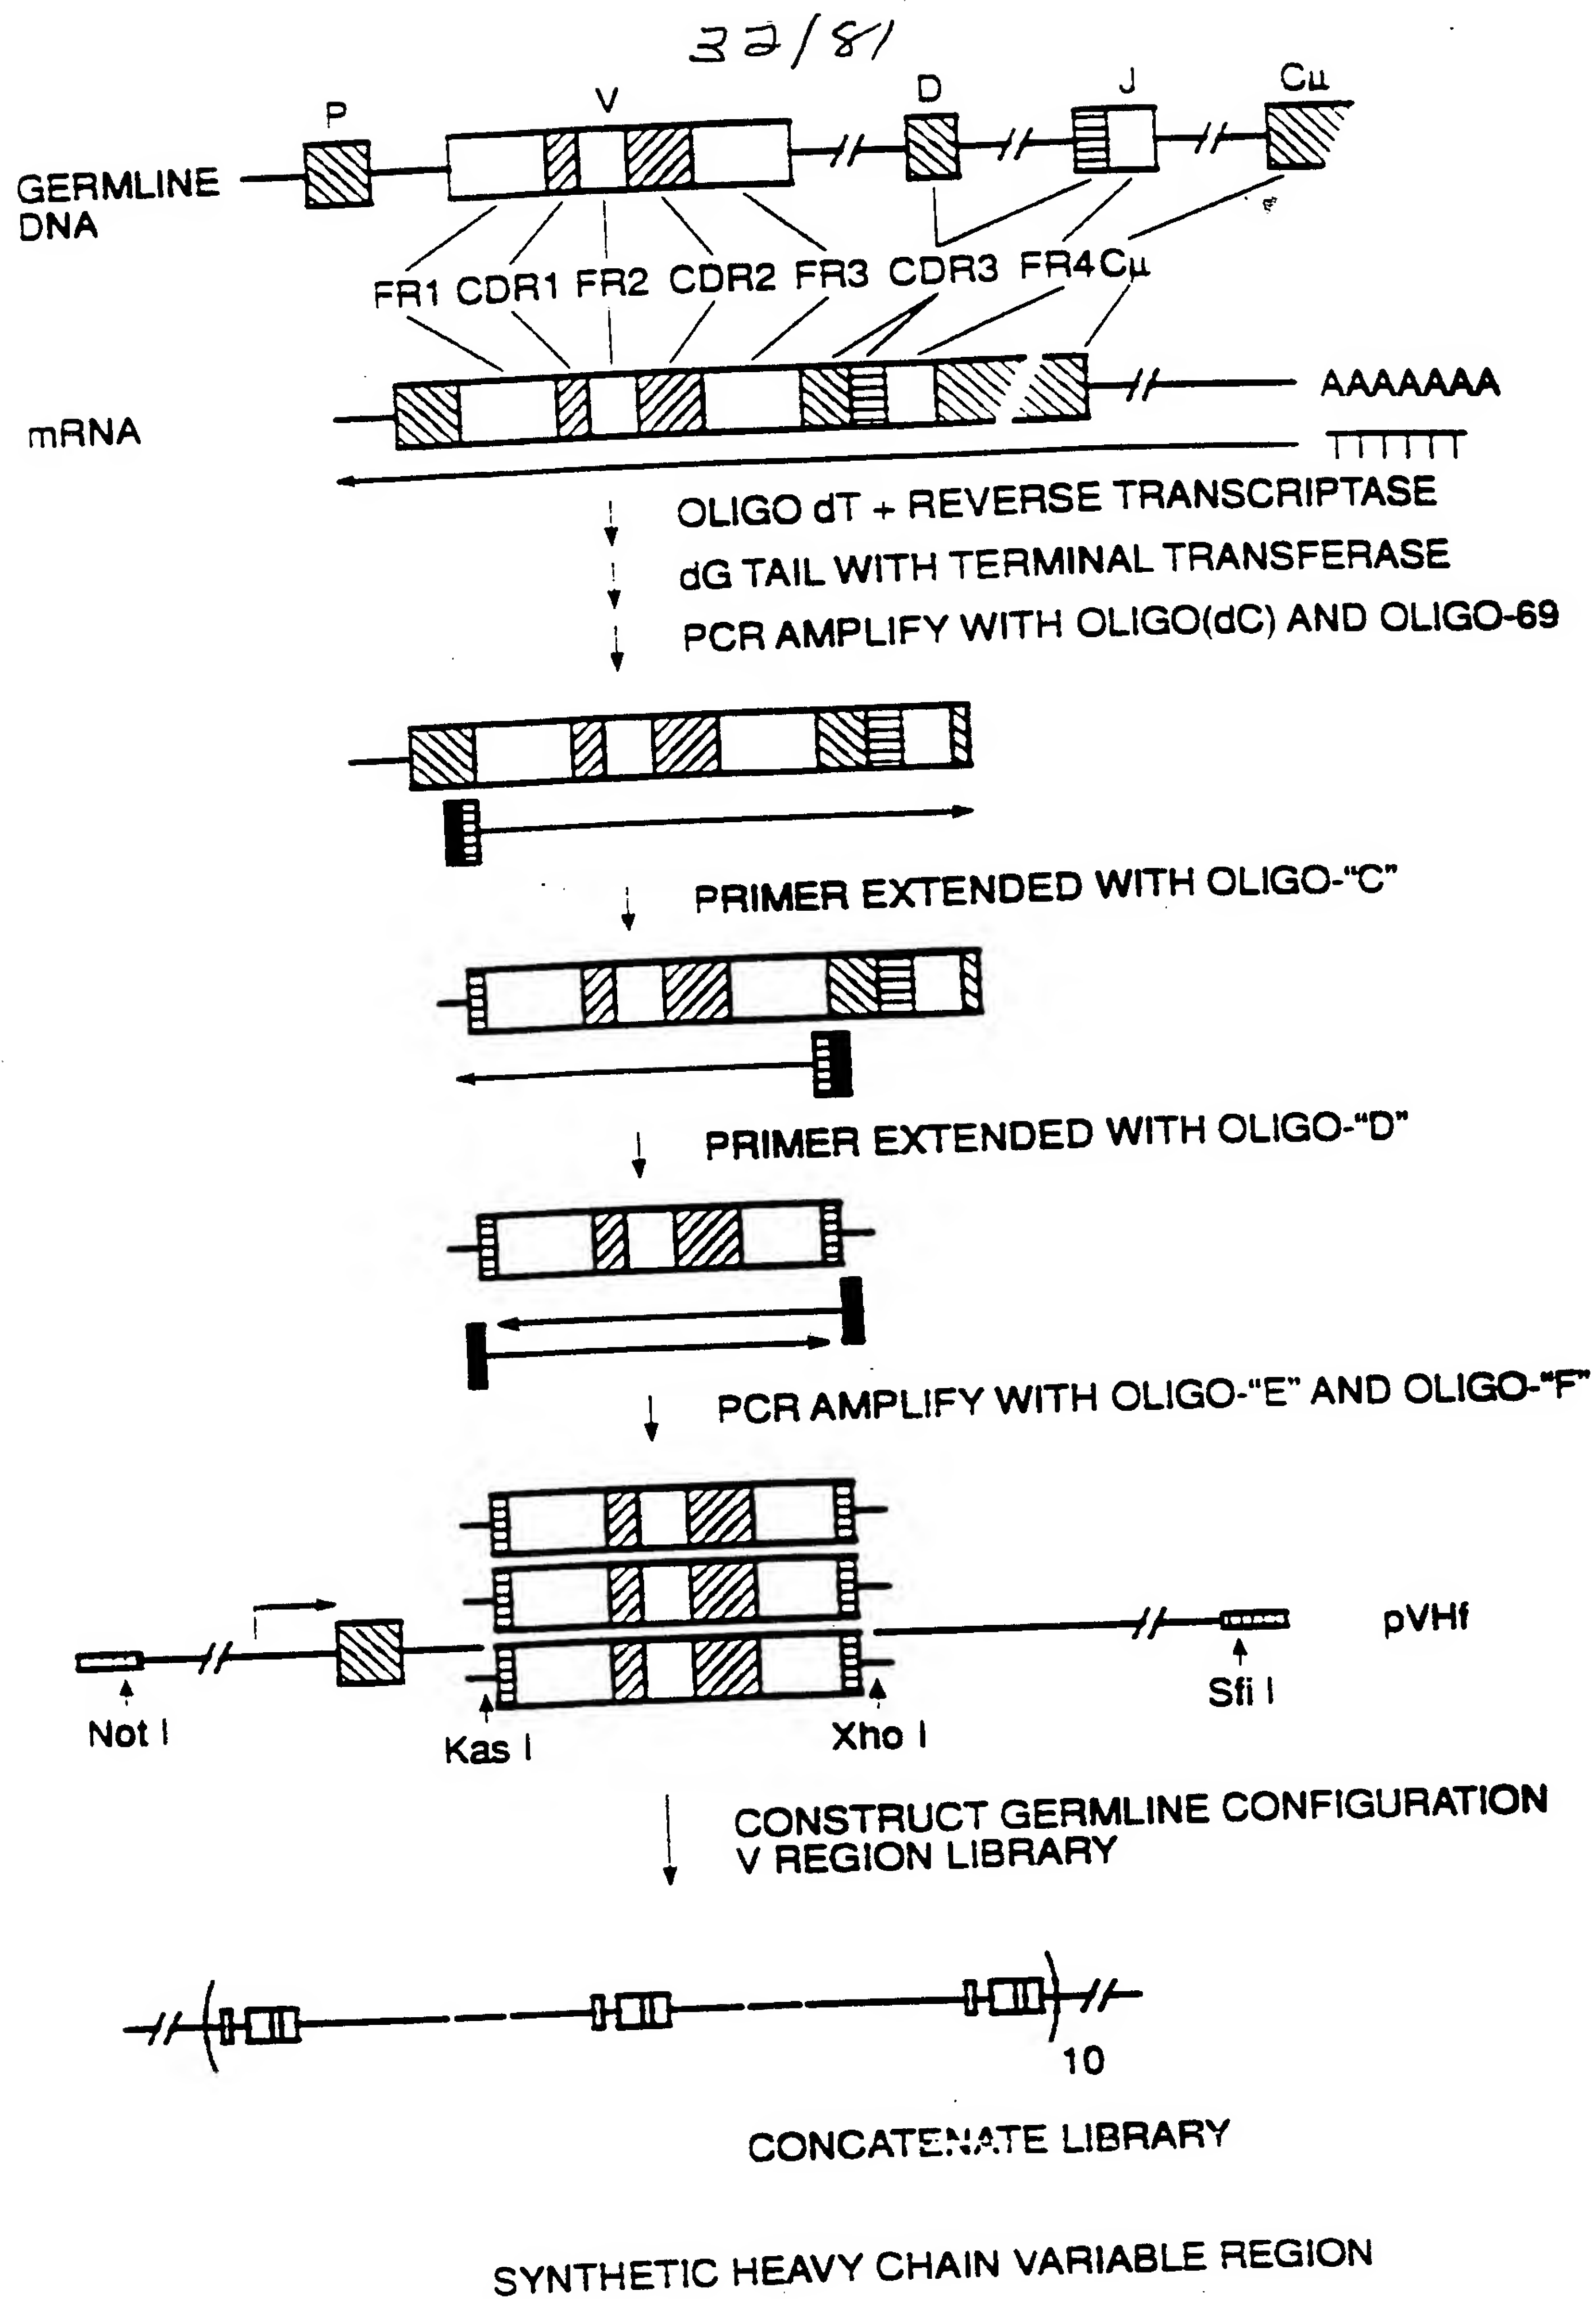 32/81
P V D J Cµ
GERMLINE
DNA
FR1 CDR1 FR2 CDR2 FR3 CDR3 FR4 Cµ
mRNA
AAAAAAA
TTTTTT
OLIGO dT + REVERSE TRANSCRIPTASE
dG TAIL WITH TERMINAL TRANSFERASE
PCR AMPLIFY WITH OLIGO(dC) AND OLIGO-69
PRIMER EXTENDED WITH OLIGO-“C”
PRIMER EXTENDED WITH OLIGO-“D”
PCR AMPLIFY WITH OLIGO-“E” AND OLIGO-“F”
pVHf
Not I
Kas I
Xho I
Sfi I
CONSTRUCT GERMLINE CONFIGURATION
V REGION LIBRARY
10
CONCATENATE LIBRARY
SYNTHETIC HEAVY CHAIN VARIABLE REGION